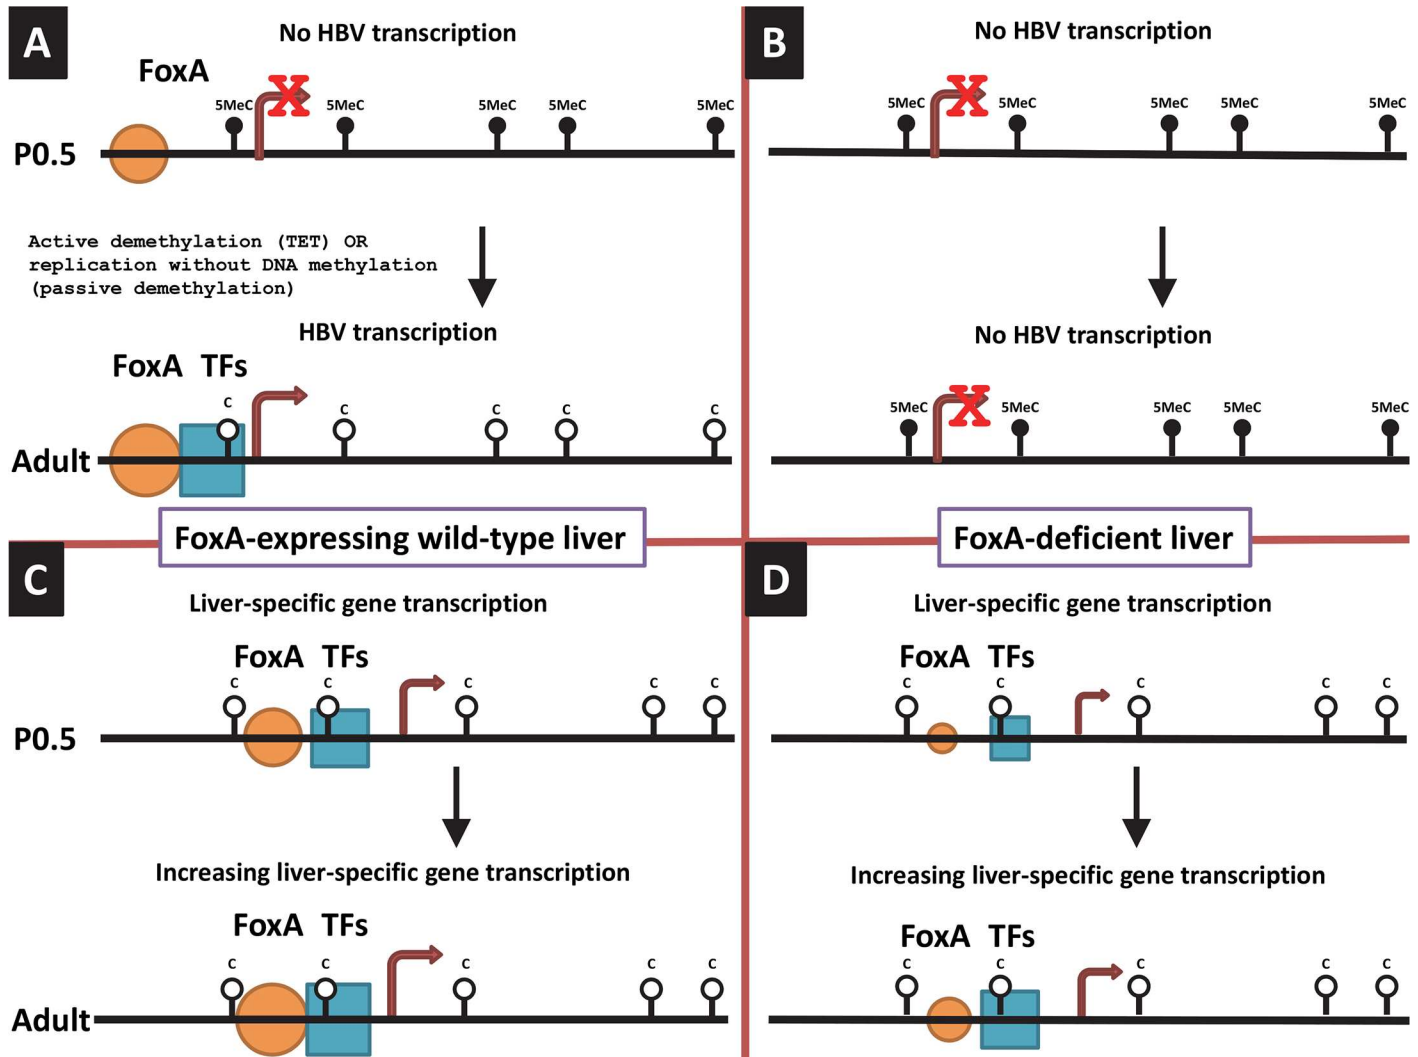 A
No HBV transcription
FoxA
5MeC 5MeC 5MeC 5MeC 5MeC
X
P0.5
Active demethylation (TET) OR
replication without DNA methylation
(passive demethylation)
HBV transcription
FoxA TFs
C C C C C
Adult
B
No HBV transcription
5MeC 5MeC 5MeC 5MeC 5MeC
X
No HBV transcription
5MeC 5MeC 5MeC 5MeC 5MeC
X
FoxA-expressing wild-type liver
FoxA-deficient liver
C
Liver-specific gene transcription
FoxA TFs
C C C C C
P0.5
Increasing liver-specific gene transcription
FoxA TFs
C C C C C
Adult
D
Liver-specific gene transcription
FoxA TFs
C C C C C
Increasing liver-specific gene transcription
FoxA TFs
C C C C C